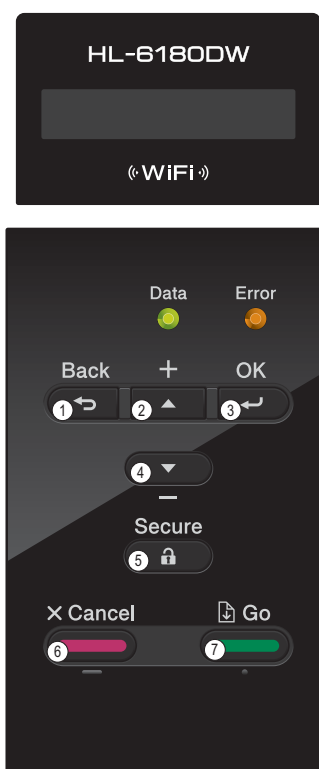 HL-6180DW
WiFi
Data Error
Back + OK
1 2 3
4
−
Secure
5
× Cancel Go
6 7